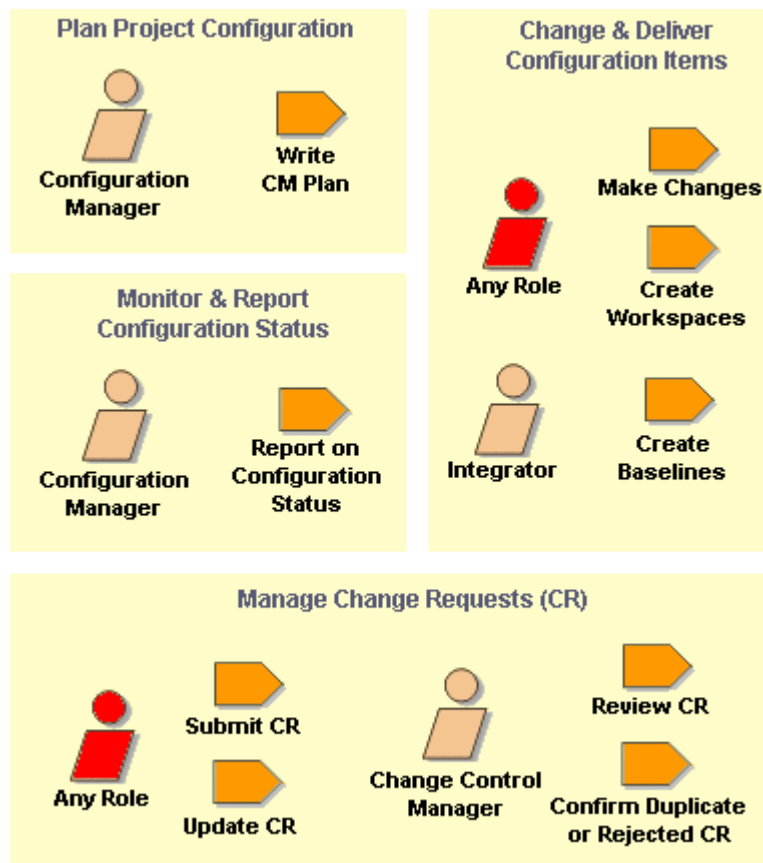 Plan Project Configuration
Configuration
Manager
Write
CM Plan
Monitor & Report
Configuration Status
Configuration
Manager
Report on
Configuration
Status
Change & Deliver
Configuration Items
Any Role
Make Changes
Create
Workspaces
Integrator
Create
Baselines
Manage Change Requests (CR)
Any Role
Submit CR
Update CR
Change Control
Manager
Review CR
Confirm Duplicate
or Rejected CR